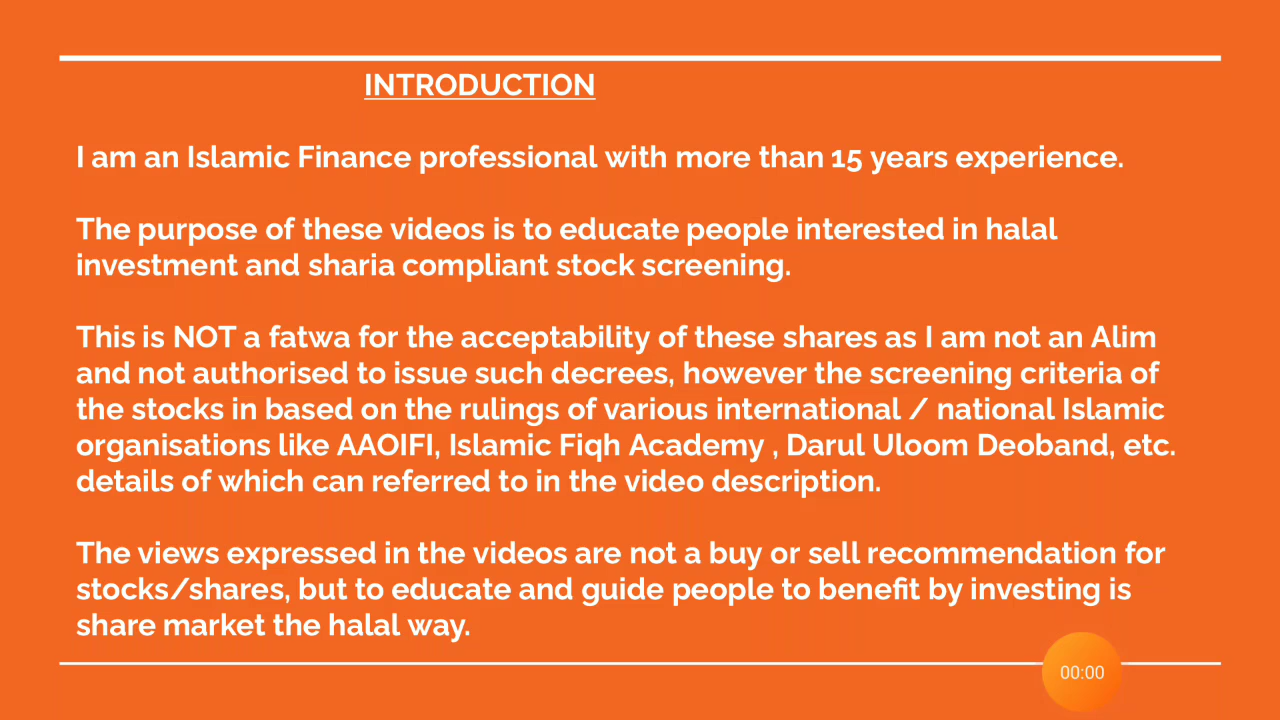 INTRODUCTION
I am an Islamic Finance professional with more than 15 years experience.
The purpose of these videos is to educate people interested in halal
investment and sharia compliant stock screening.
This is NOT a fatwa for the acceptability of these shares as I am not an Alim
and not authorised to issue such decrees, however the screening criteria of
the stocks in based on the rulings of various international / national Islamic
organisations like AAOIFI, Islamic Fiqh Academy , Darul Uloom Deoband, etc.
details of which can referred to in the video description.
The views expressed in the videos are not a buy or sell recommendation for
stocks/shares, but to educate and guide people to benefit by investing is
share market the halal way.
00:00